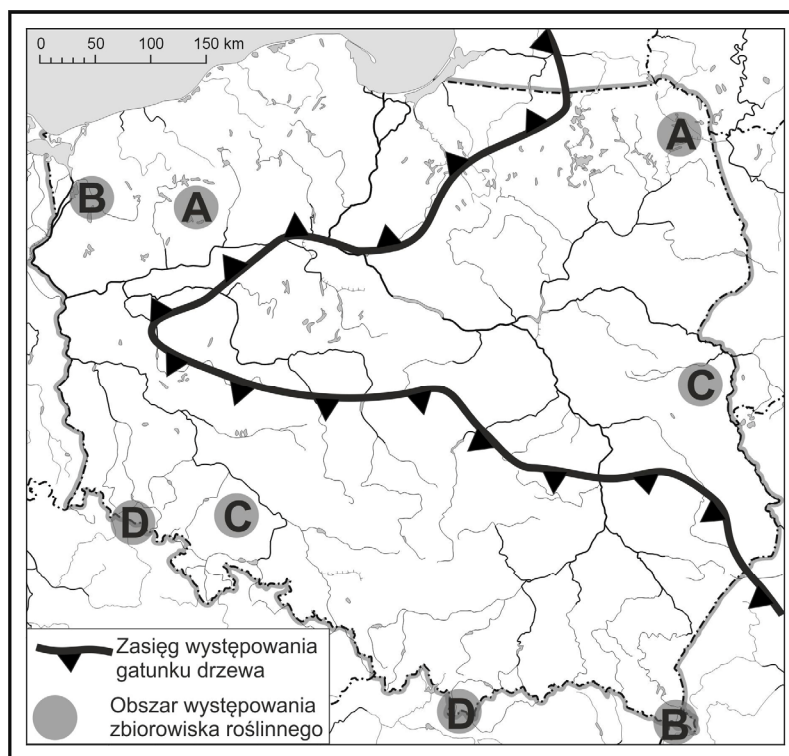 0 50 100 150 km
A
B
A
C
C
D
D
B
Zasięg występowania
gatunku drzewa
Obszar występowania
zbiorowiska roślinnego